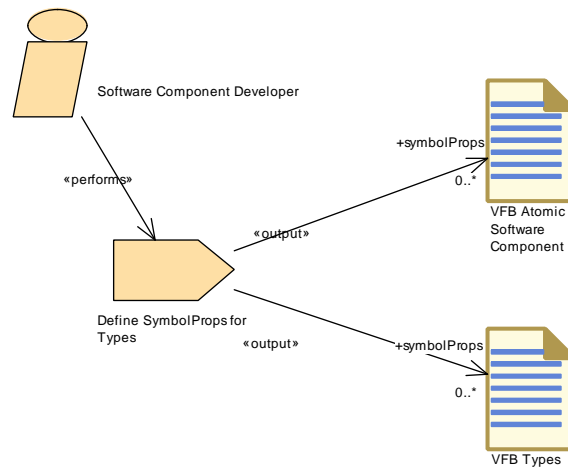 Software Component Developer
«performs»
+symbolProps
0..*
VFB Atomic
Software
Component
«output»
Define SymbolProps for
Types
«output»
+symbolProps
0..*
VFB Types